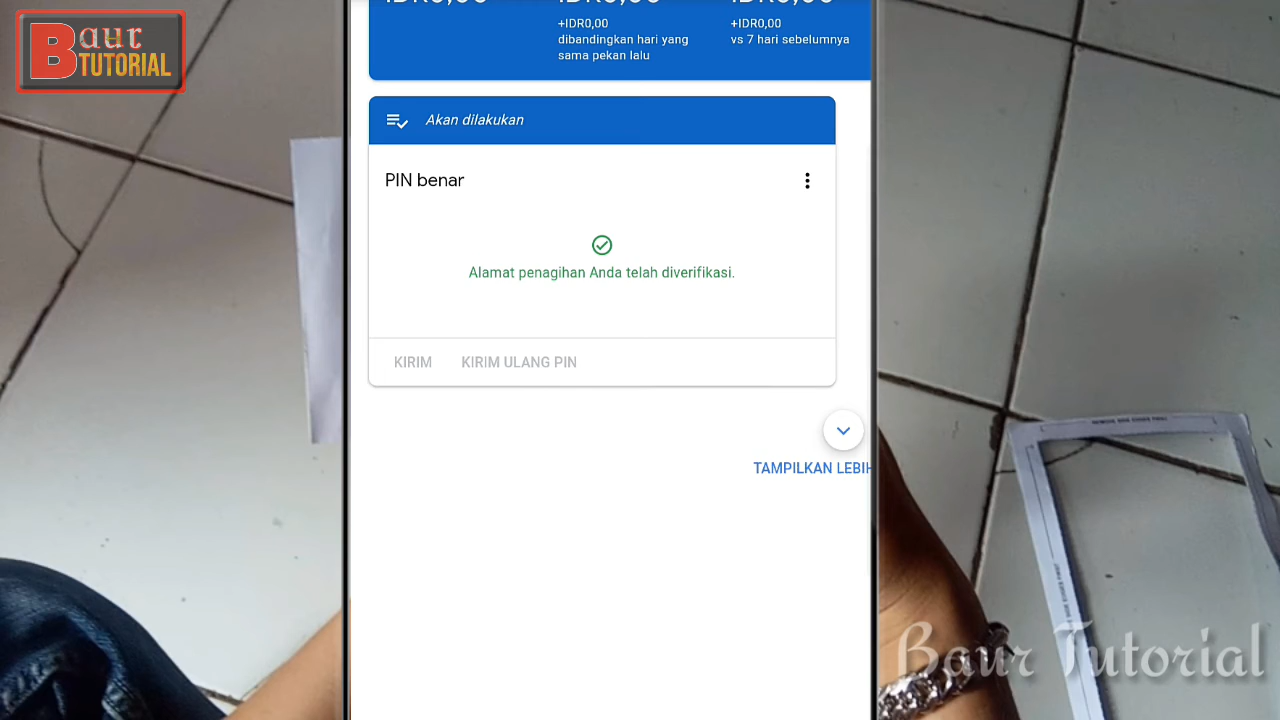 Baur
TUTORIAL
+IDR0,00
dibandingkan hari yang
sama pekan lalu
+IDR0,00
vs 7 hari sebelumnya
Akan dilakukan
PIN benar
Alamat penagihan Anda telah diverifikasi.
KIRIM KIRIM ULANG PIN
TAMPILKAN LEBIH
Baur Tutorial